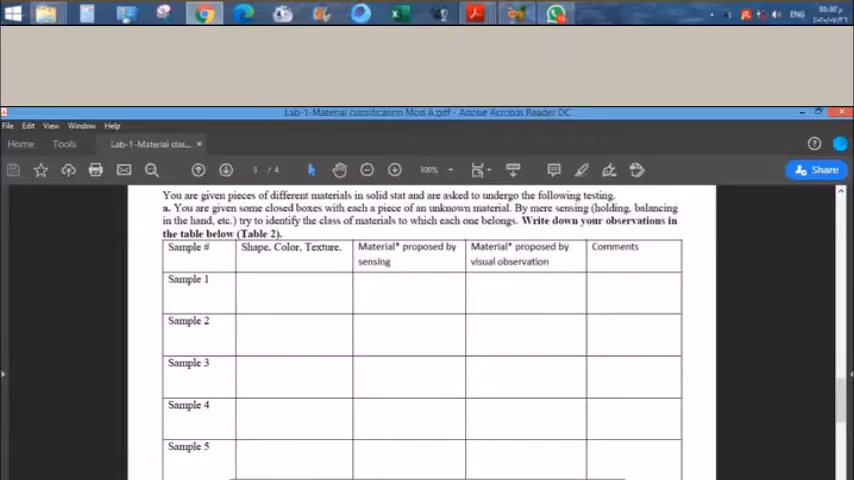 ENG
Lab-1-Material classification Mod A.pdf - Adobe Acrobat Reader DC
File Edit View Window Help
Home Tools Lab-1-Material clas... ×
3 / 4 100% Share
You are given pieces of different materials in solid stat and are asked to undergo the following testing.
a. You are given some closed boxes with each a piece of an unknown material. By mere sensing (holding, balancing
in the hand, etc.) try to identify the class of materials to which each one belongs. Write down your observations in
the table below (Table 2).
Sample # Shape. Color, Texture. Material* proposed by sensing Material* proposed by visual observation Comments
Sample 1
Sample 2
Sample 3
Sample 4
Sample 5